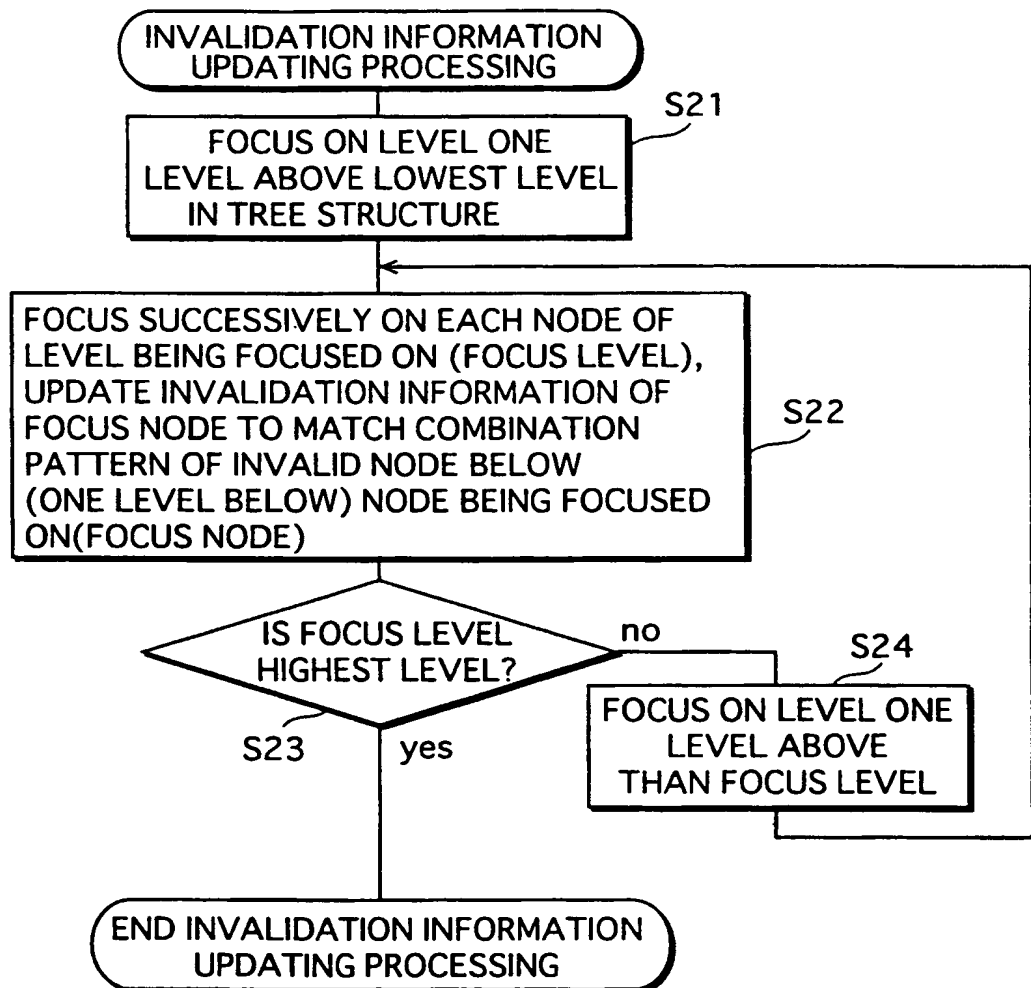 INVALIDATION INFORMATION
UPDATING PROCESSING
S21
FOCUS ON LEVEL ONE
LEVEL ABOVE LOWEST LEVEL
IN TREE STRUCTURE
FOCUS SUCCESSIVELY ON EACH NODE OF
LEVEL BEING FOCUSED ON (FOCUS LEVEL),
UPDATE INVALIDATION INFORMATION OF
FOCUS NODE TO MATCH COMBINATION
PATTERN OF INVALID NODE BELOW
(ONE LEVEL BELOW) NODE BEING FOCUSED
ON(FOCUS NODE)
S22
IS FOCUS LEVEL
HIGHEST LEVEL?
no
S23
yes
S24
FOCUS ON LEVEL ONE
LEVEL ABOVE
THAN FOCUS LEVEL
END INVALIDATION INFORMATION
UPDATING PROCESSING